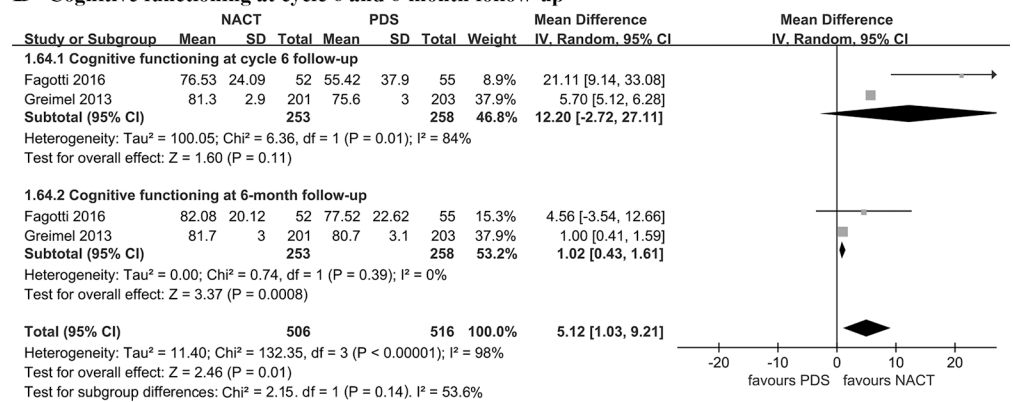 D Cognitive functioning at cycle 6 and 6-month follow-up
NACT PDS Mean Difference Mean Difference
Study or Subgroup Mean SD Total Mean SD Total Weight IV, Random, 95% CI IV, Random, 95% CI
1.64.1 Cognitive functioning at cycle 6 follow-up
Fagotti 2016 76.53 24.09 52 55.42 37.9 55 8.9% 21.11 [9.14, 33.08]
Greimel 2013 81.3 2.9 201 75.6 3 203 37.9% 5.70 [5.12, 6.28]
Subtotal (95% CI) 253 258 46.8% 12.20 [-2.72, 27.11]
Heterogeneity: Tau² = 100.05; Chi² = 6.36, df = 1 (P = 0.01); I² = 84%
Test for overall effect: Z = 1.60 (P = 0.11)
1.64.2 Cognitive functioning at 6-month follow-up
Fagotti 2016 82.08 20.12 52 77.52 22.62 55 15.3% 4.56 [-3.54, 12.66]
Greimel 2013 81.7 3 201 80.7 3.1 203 37.9% 1.00 [0.41, 1.59]
Subtotal (95% CI) 253 258 53.2% 1.02 [0.43, 1.61]
Heterogeneity: Tau² = 0.00; Chi² = 0.74, df = 1 (P = 0.39); I² = 0%
Test for overall effect: Z = 3.37 (P = 0.0008)
Total (95% CI) 506 516 100.0% 5.12 [1.03, 9.21]
Heterogeneity: Tau² = 11.40; Chi² = 132.35, df = 3 (P < 0.00001); I² = 98%
Test for overall effect: Z = 2.46 (P = 0.01)
Test for subgroup differences: Chi² = 2.15. df = 1 (P = 0.14). I² = 53.6%
-20 -10 0 10 20
favours PDS favours NACT